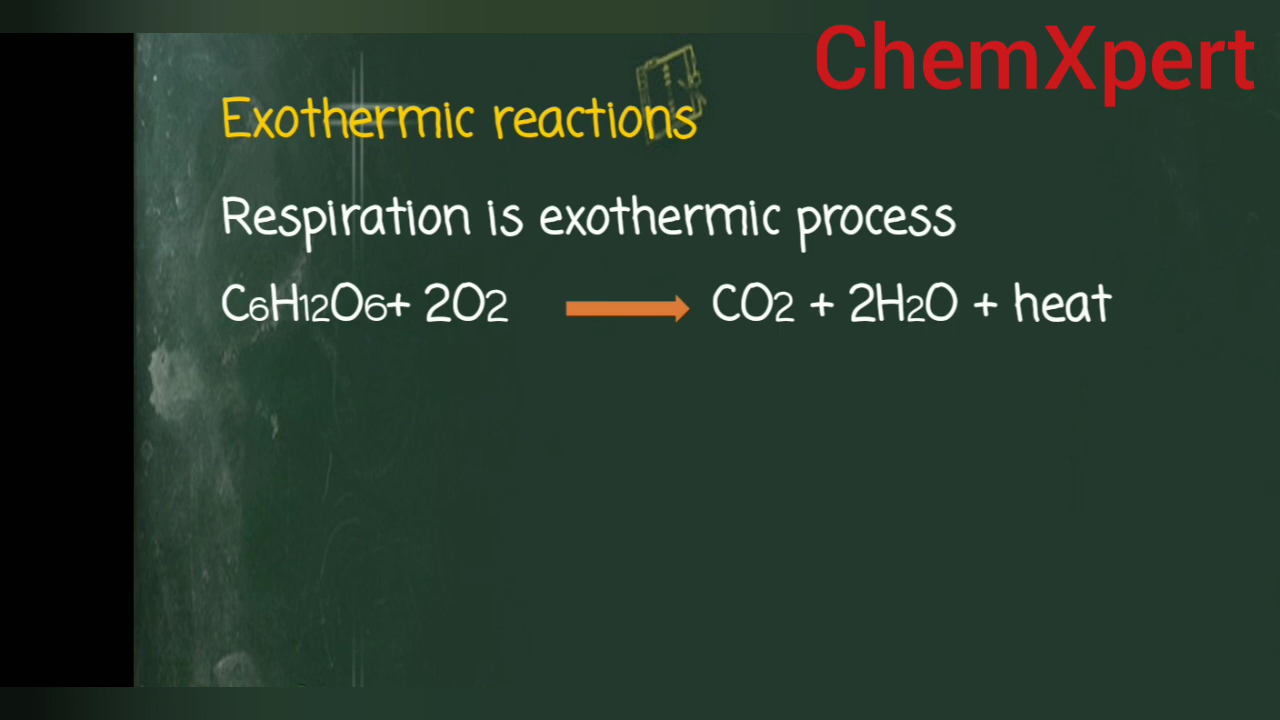 ChemXpert
Exothermic reactions
Respiration is exothermic process
C6H12O6+ 2O2 → CO2 + 2H2O + heat